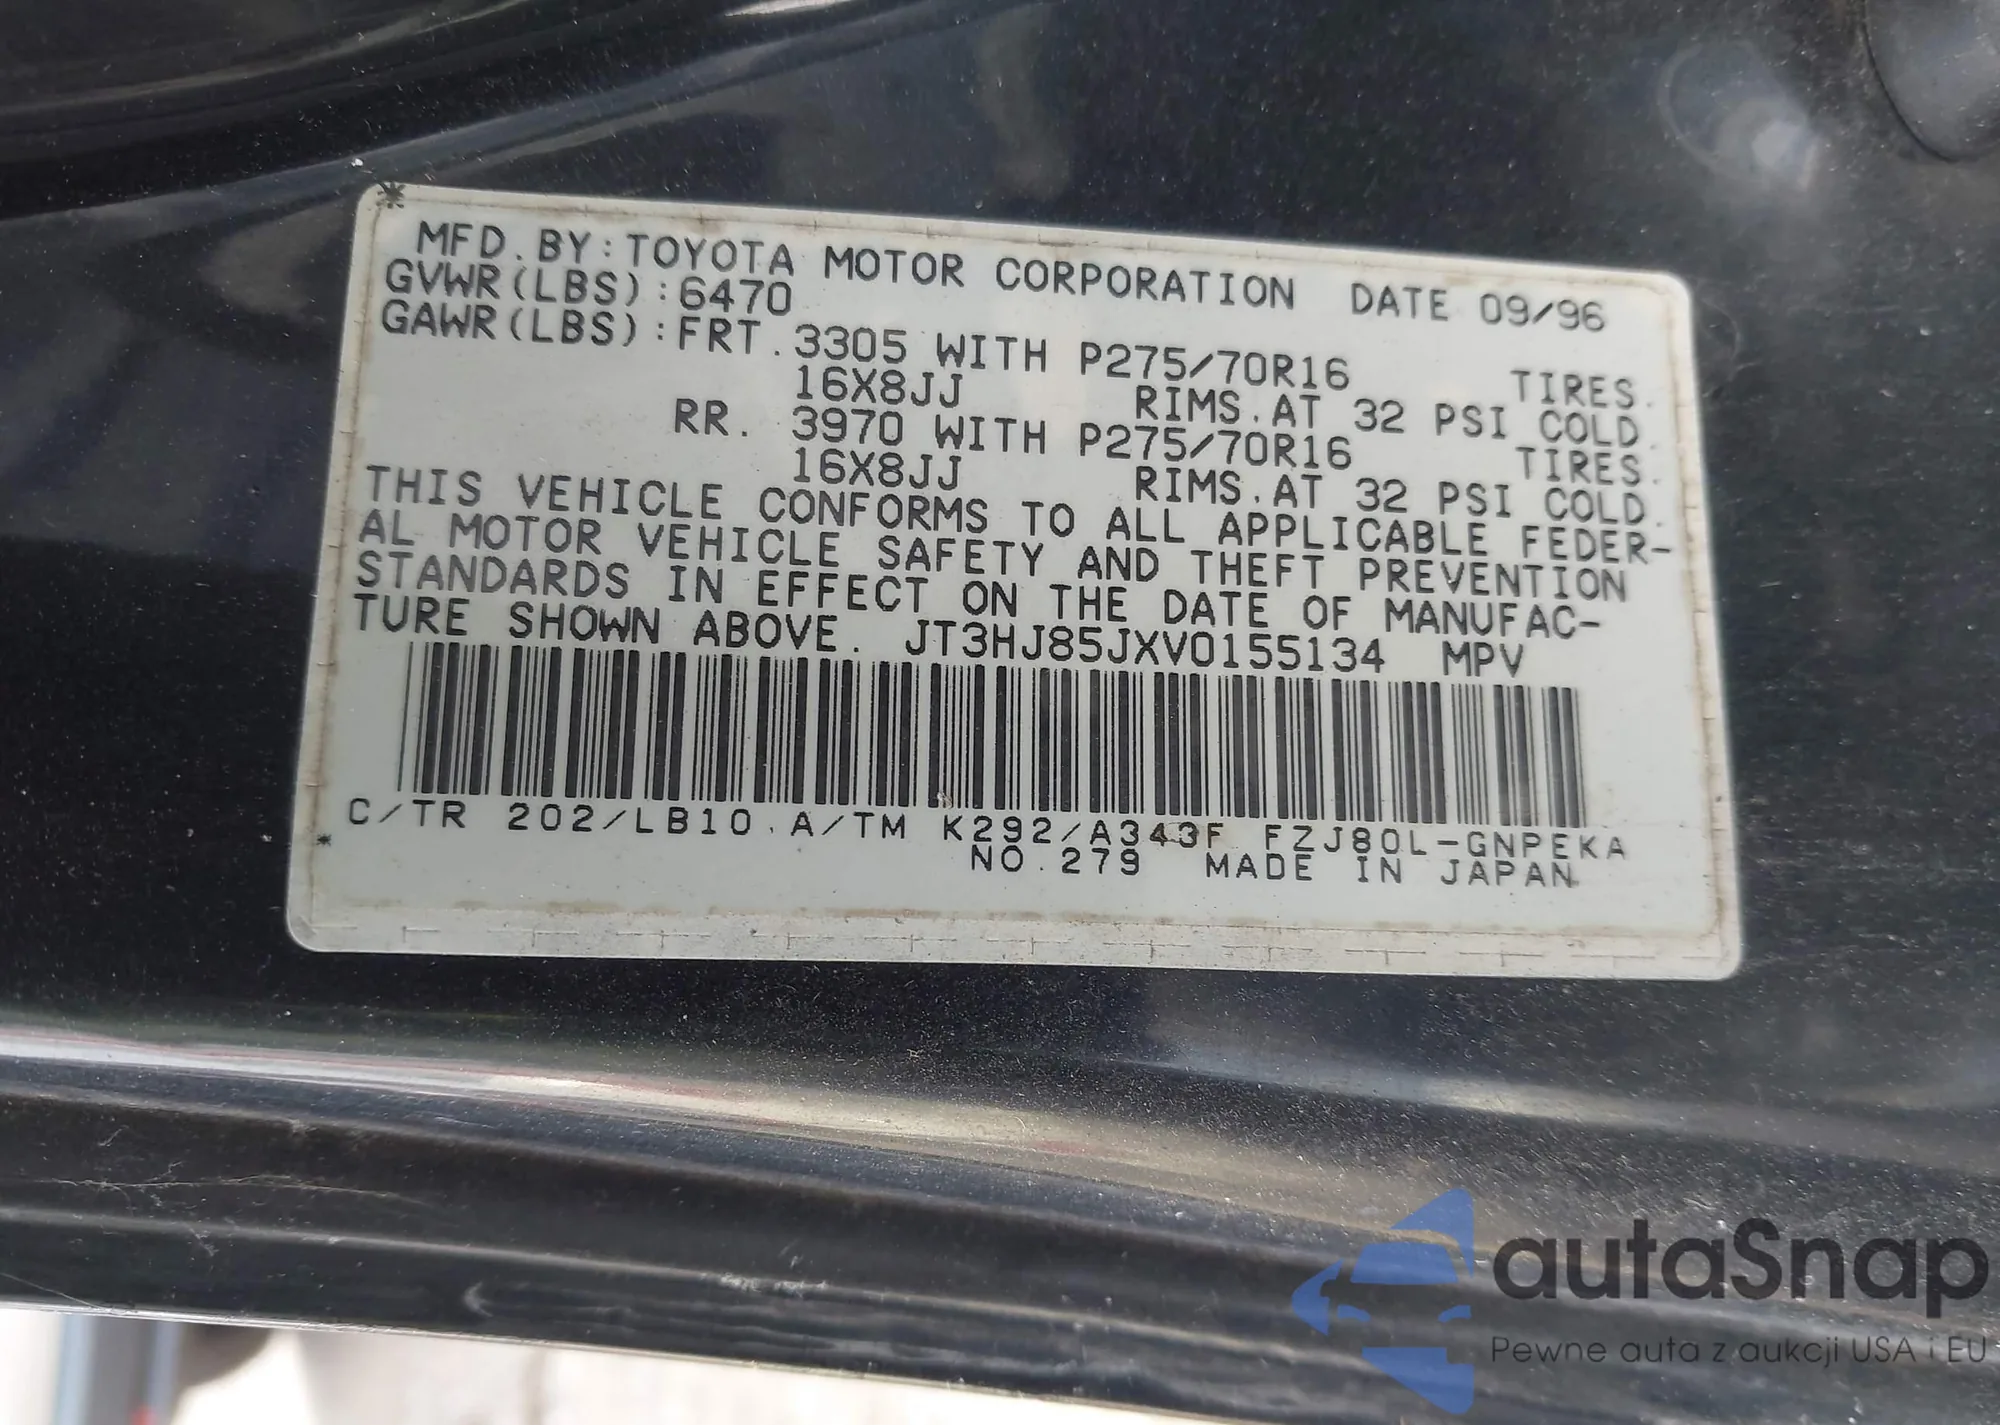 MFD.BY:TOYOTA MOTOR CORPORATION DATE 09/96
GVWR(LBS):6470
GAWR(LBS):FRT.3305 WITH P275/70R16 TIRES.
16X8JJ RIMS.AT 32 PSI COLD.
RR. 3970 WITH P275/70R16 TIRES.
16X8JJ RIMS.AT 32 PSI COLD.
THIS VEHICLE CONFORMS TO ALL APPLICABLE FEDER-
AL MOTOR VEHICLE SAFETY AND THEFT PREVENTION
STANDARDS IN EFFECT ON THE DATE OF MANUFAC-
TURE SHOWN ABOVE. JT3HJ85JXV0155134 MPV
C/TR 202/LB10.A/TM K292/A343F FZJ80L-GNPEKA
NO.279 MADE IN JAPAN
autaSnap
Pewne auta z aukcji USA i EU